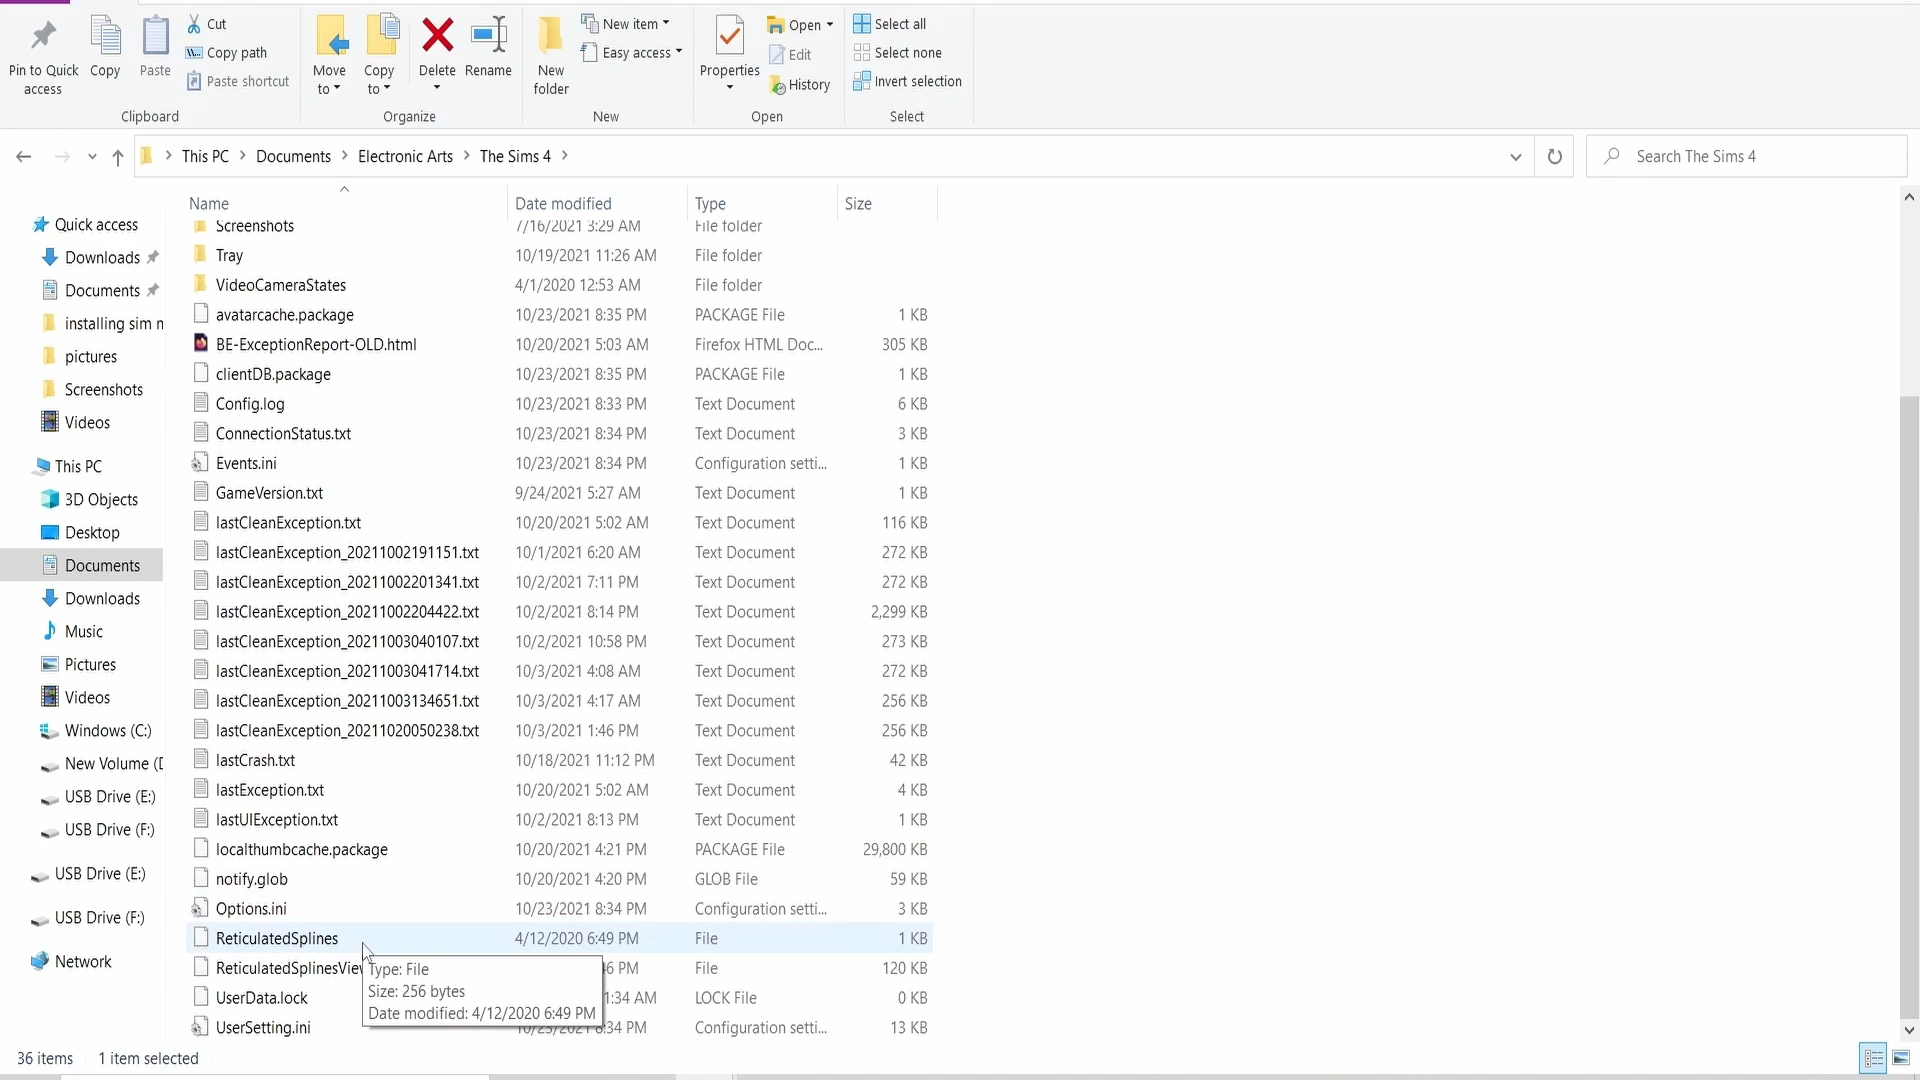 Pin to Quick access
Copy
Paste
Cut
Copy path
Paste shortcut
Clipboard
Move to
Copy to
Delete
Rename
Organize
New folder
New item
Easy access
New
Properties
Open
Edit
History
Open
Select all
Select none
Invert selection
Select
This PC > Documents > Electronic Arts > The Sims 4 >
Search The Sims 4
Quick access
Downloads
Documents
installing sim m
pictures
Screenshots
Videos
This PC
3D Objects
Desktop
Documents
Downloads
Music
Pictures
Videos
Windows (C:)
New Volume (D
USB Drive (E:)
USB Drive (F:)
USB Drive (E:)
USB Drive (F:)
Network
Name Date modified Type Size
Screenshots 7/16/2021 3:29 AM File folder
Tray 10/19/2021 11:26 AM File folder
VideoCameraStates 4/1/2020 12:53 AM File folder
avatarcache.package 10/23/2021 8:35 PM PACKAGE File 1 KB
BE-ExceptionReport-OLD.html 10/20/2021 5:03 AM Firefox HTML Doc... 305 KB
clientDB.package 10/23/2021 8:35 PM PACKAGE File 1 KB
Config.log 10/23/2021 8:33 PM Text Document 6 KB
ConnectionStatus.txt 10/23/2021 8:34 PM Text Document 3 KB
Events.ini 10/23/2021 8:34 PM Configuration setti... 1 KB
GameVersion.txt 9/24/2021 5:27 AM Text Document 1 KB
lastCleanException.txt 10/20/2021 5:02 AM Text Document 116 KB
lastCleanException_20211002191151.txt 10/1/2021 6:20 AM Text Document 272 KB
lastCleanException_20211002201341.txt 10/2/2021 7:11 PM Text Document 272 KB
lastCleanException_20211002204422.txt 10/2/2021 8:14 PM Text Document 2,299 KB
lastCleanException_20211003040107.txt 10/2/2021 10:58 PM Text Document 273 KB
lastCleanException_20211003041714.txt 10/3/2021 4:08 AM Text Document 272 KB
lastCleanException_20211003134651.txt 10/3/2021 4:17 AM Text Document 256 KB
lastCleanException_20211020050238.txt 10/3/2021 1:46 PM Text Document 256 KB
lastCrash.txt 10/18/2021 11:12 PM Text Document 42 KB
lastException.txt 10/20/2021 5:02 AM Text Document 4 KB
lastUIException.txt 10/2/2021 8:13 PM Text Document 1 KB
localthumbcache.package 10/20/2021 4:21 PM PACKAGE File 29,800 KB
notify.glob 10/20/2021 4:20 PM GLOB File 59 KB
Options.ini 10/23/2021 8:34 PM Configuration setti... 3 KB
ReticulatedSplines 4/12/2020 6:49 PM File 1 KB
ReticulatedSplinesView 46 PM File 120 KB
UserData.lock 1:34 AM LOCK File 0 KB
UserSetting.ini 10/23/2021 8:34 PM Configuration setti... 13 KB
Type: File
Size: 256 bytes
Date modified: 4/12/2020 6:49 PM
36 items 1 item selected